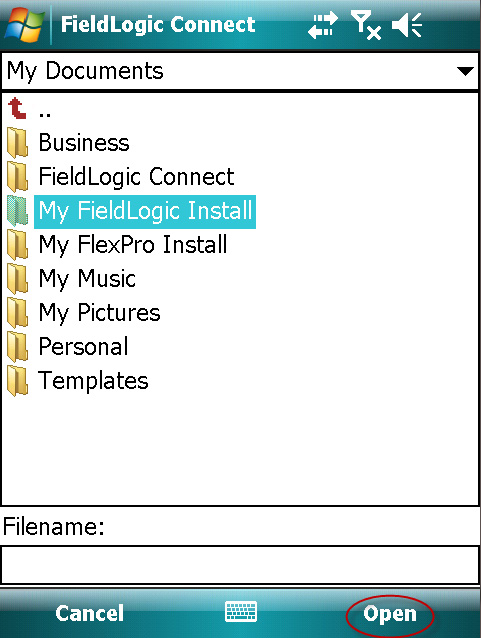 FieldLogic Connect
My Documents
..
Business
FieldLogic Connect
My FieldLogic Install
My FlexPro Install
My Music
My Pictures
Personal
Templates
Filename:
Cancel
Open